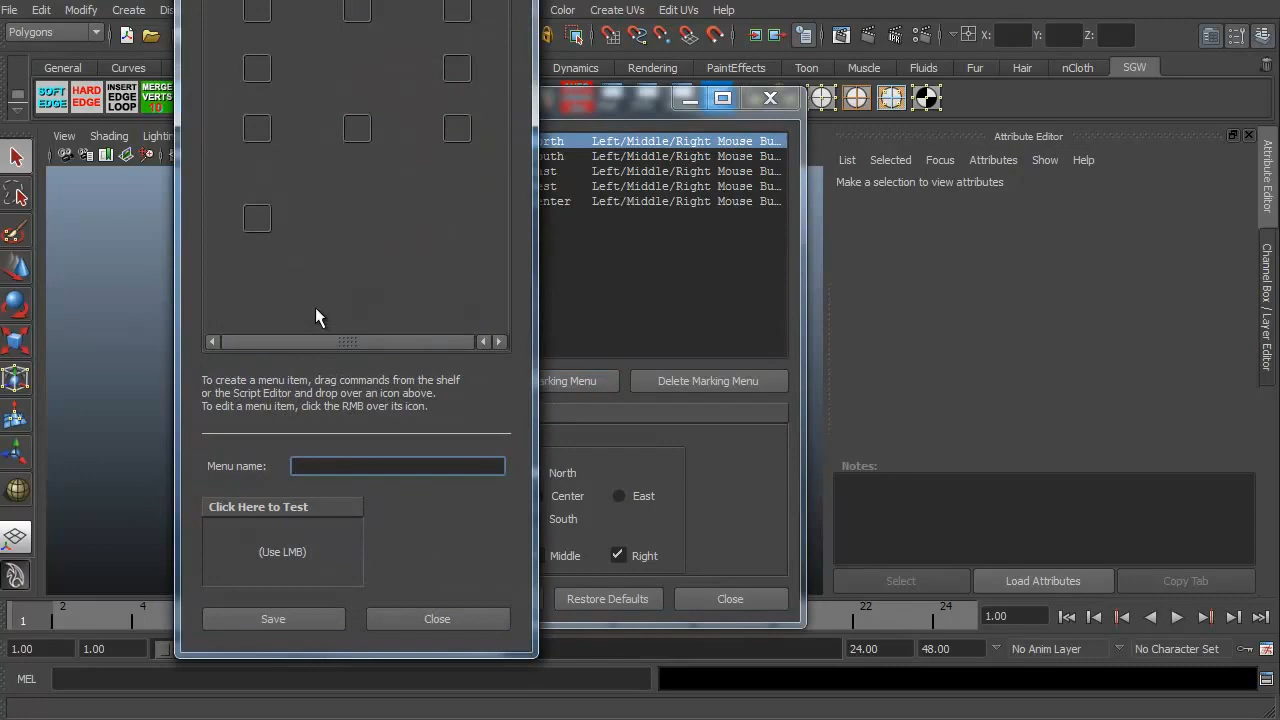 File Edit Modify Create Dis
Color Create UVs Edit UVs
Polygons
X: Y: Z:
General Curves
Dynamics Rendering PaintEffects Toon Muscle Fluids Fur Hair nCloth SGW
SOFT EDGE
HARD EDGE
INSERT EDGE LOOP
MERGE VERTS 10
View Shading Lightin
Attribute Editor
List Selected Focus Attributes Show Help
Make a selection to view attributes
orth Left/Middle/Right Mouse Bu...
outh Left/Middle/Right Mouse Bu...
ast Left/Middle/Right Mouse Bu...
est Left/Middle/Right Mouse Bu...
enter Left/Middle/Right Mouse Bu...
Attribute Editor
Channel Box / Layer Editor
To create a menu item, drag commands from the shelf
or the Script Editor and drop over an icon above.
To edit a menu item, click the RMB over its icon.
arking Menu
Delete Marking Menu
Menu name:
North
Center
East
South
Middle
Right
Notes:
Click Here to Test
(Use LMB)
Save
Close
Restore Defaults
Close
Select
Load Attributes
Copy Tab
1 2 4
22 24
1.00
1.00 1.00
24.00 48.00 No Anim Layer No Character Set
MEL